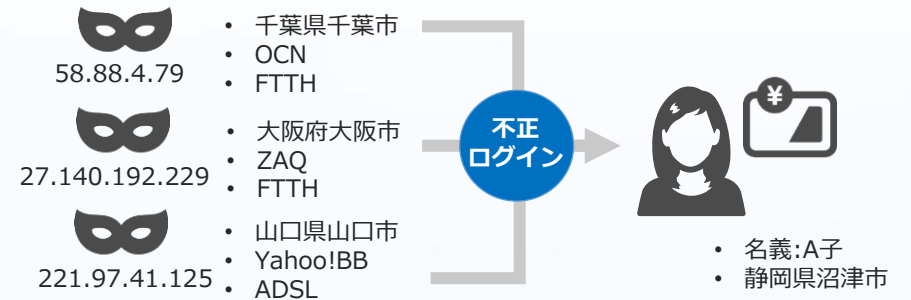 58.88.4.79
• 千葉県千葉市
• OCN
• FTTH
27.140.192.229
• 大阪府大阪市
• ZAQ
• FTTH
221.97.41.125
• 山口県山口市
• Yahoo!BB
• ADSL
不正
ログイン
¥
• 名義:A子
• 静岡県沼津市